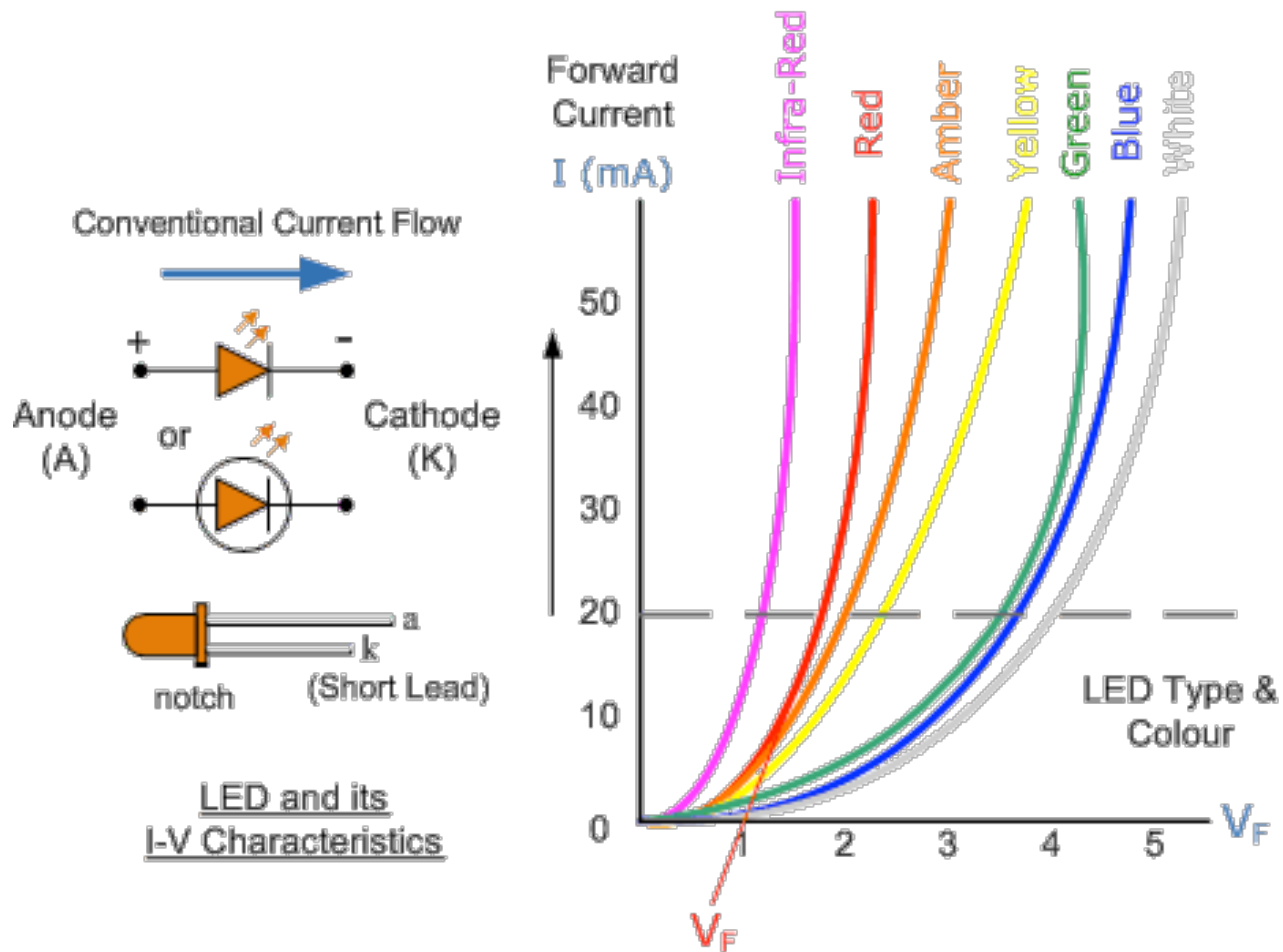 Forward
Current
I (mA)
Infra-Red
Red
Amber
Yellow
Green
Blue
White
Conventional Current Flow
+ -
Anode
(A)
or
Cathode
(K)
a
k
notch
(Short Lead)
LED and its
I-V Characteristics
50
40
30
20
10
0
1 2 3 4 5
V_F
LED Type &
Colour
V_F